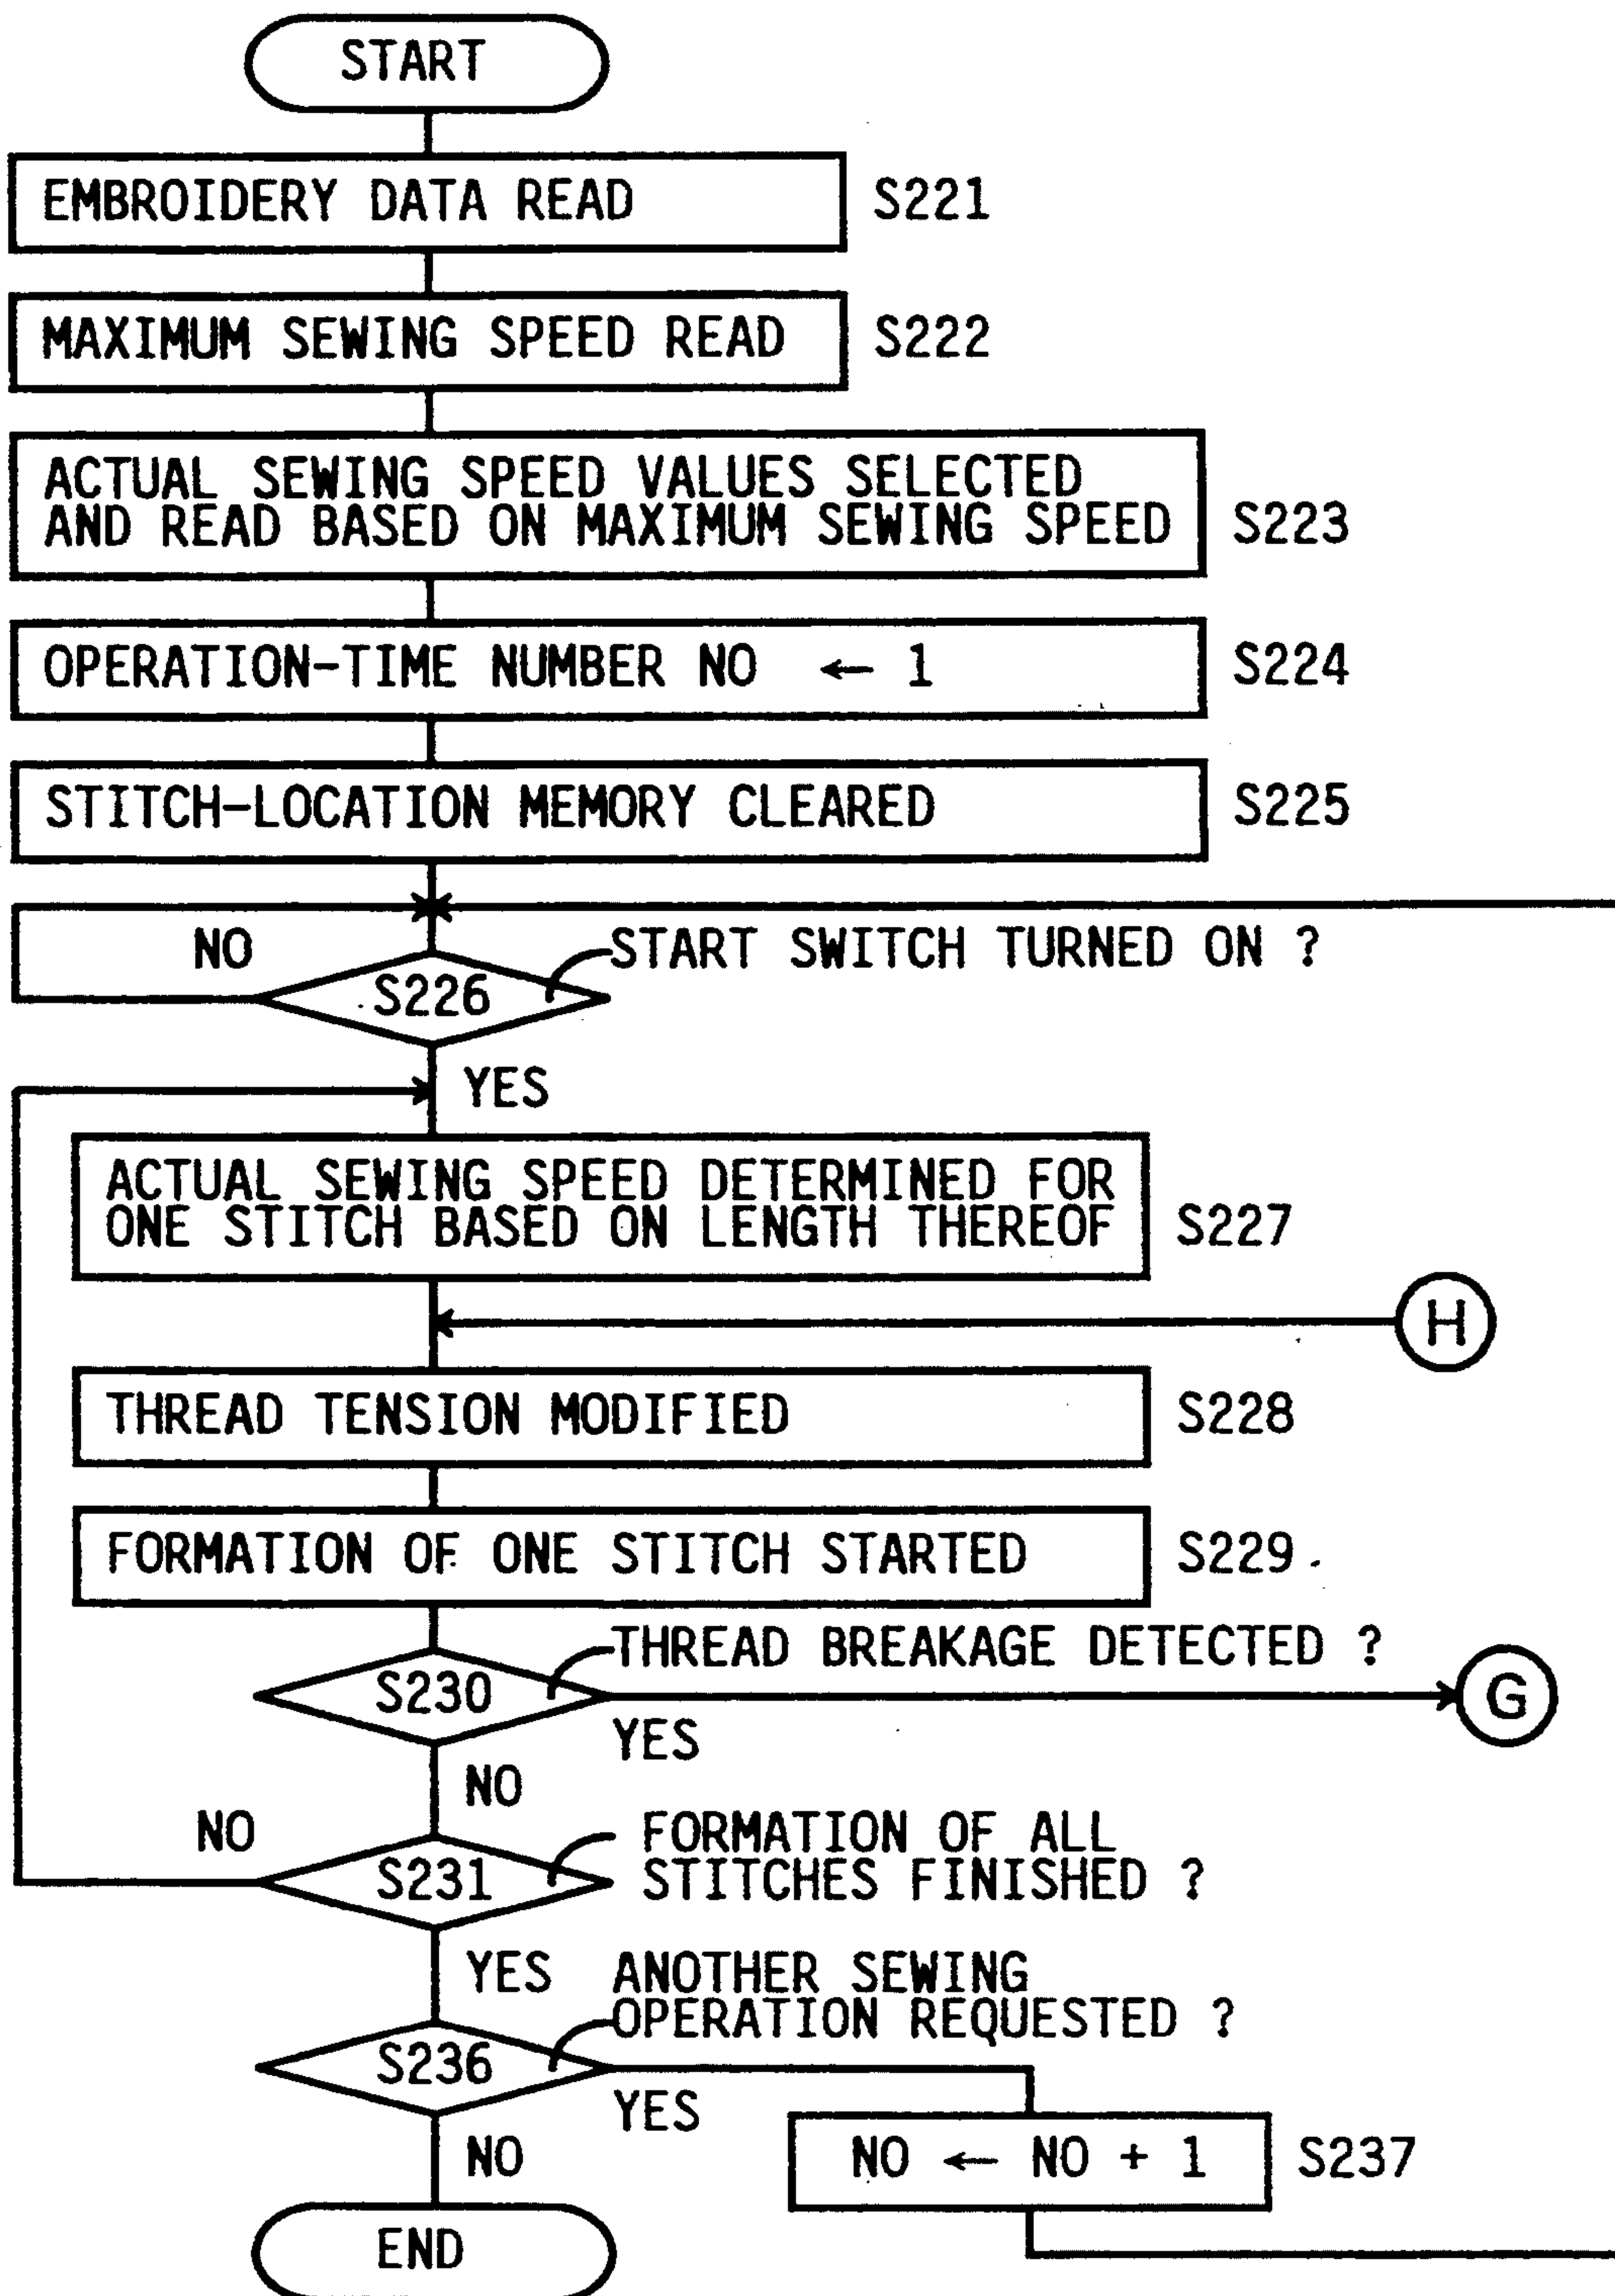 START
EMBROIDERY DATA READ S221
MAXIMUM SEWING SPEED READ S222
ACTUAL SEWING SPEED VALUES SELECTED
AND READ BASED ON MAXIMUM SEWING SPEED S223
OPERATION-TIME NUMBER NO ← 1 S224
STITCH-LOCATION MEMORY CLEARED S225
NO START SWITCH TURNED ON ?
S226
YES
ACTUAL SEWING SPEED DETERMINED FOR
ONE STITCH BASED ON LENGTH THEREOF S227
H
THREAD TENSION MODIFIED S228
FORMATION OF ONE STITCH STARTED S229
THREAD BREAKAGE DETECTED ?
S230 G
YES
NO
NO FORMATION OF ALL
S231 STITCHES FINISHED ?
YES ANOTHER SEWING
OPERATION REQUESTED ?
S236
YES
NO NO ← NO + 1 S237
END